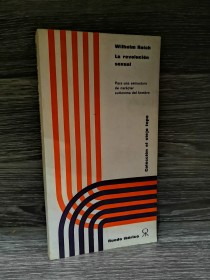 Wilhelm Reich
La revolución
sexual
Para una estructura
de carácter
autónoma del hombre
Colección el viejo topo
Ruedo ibérico